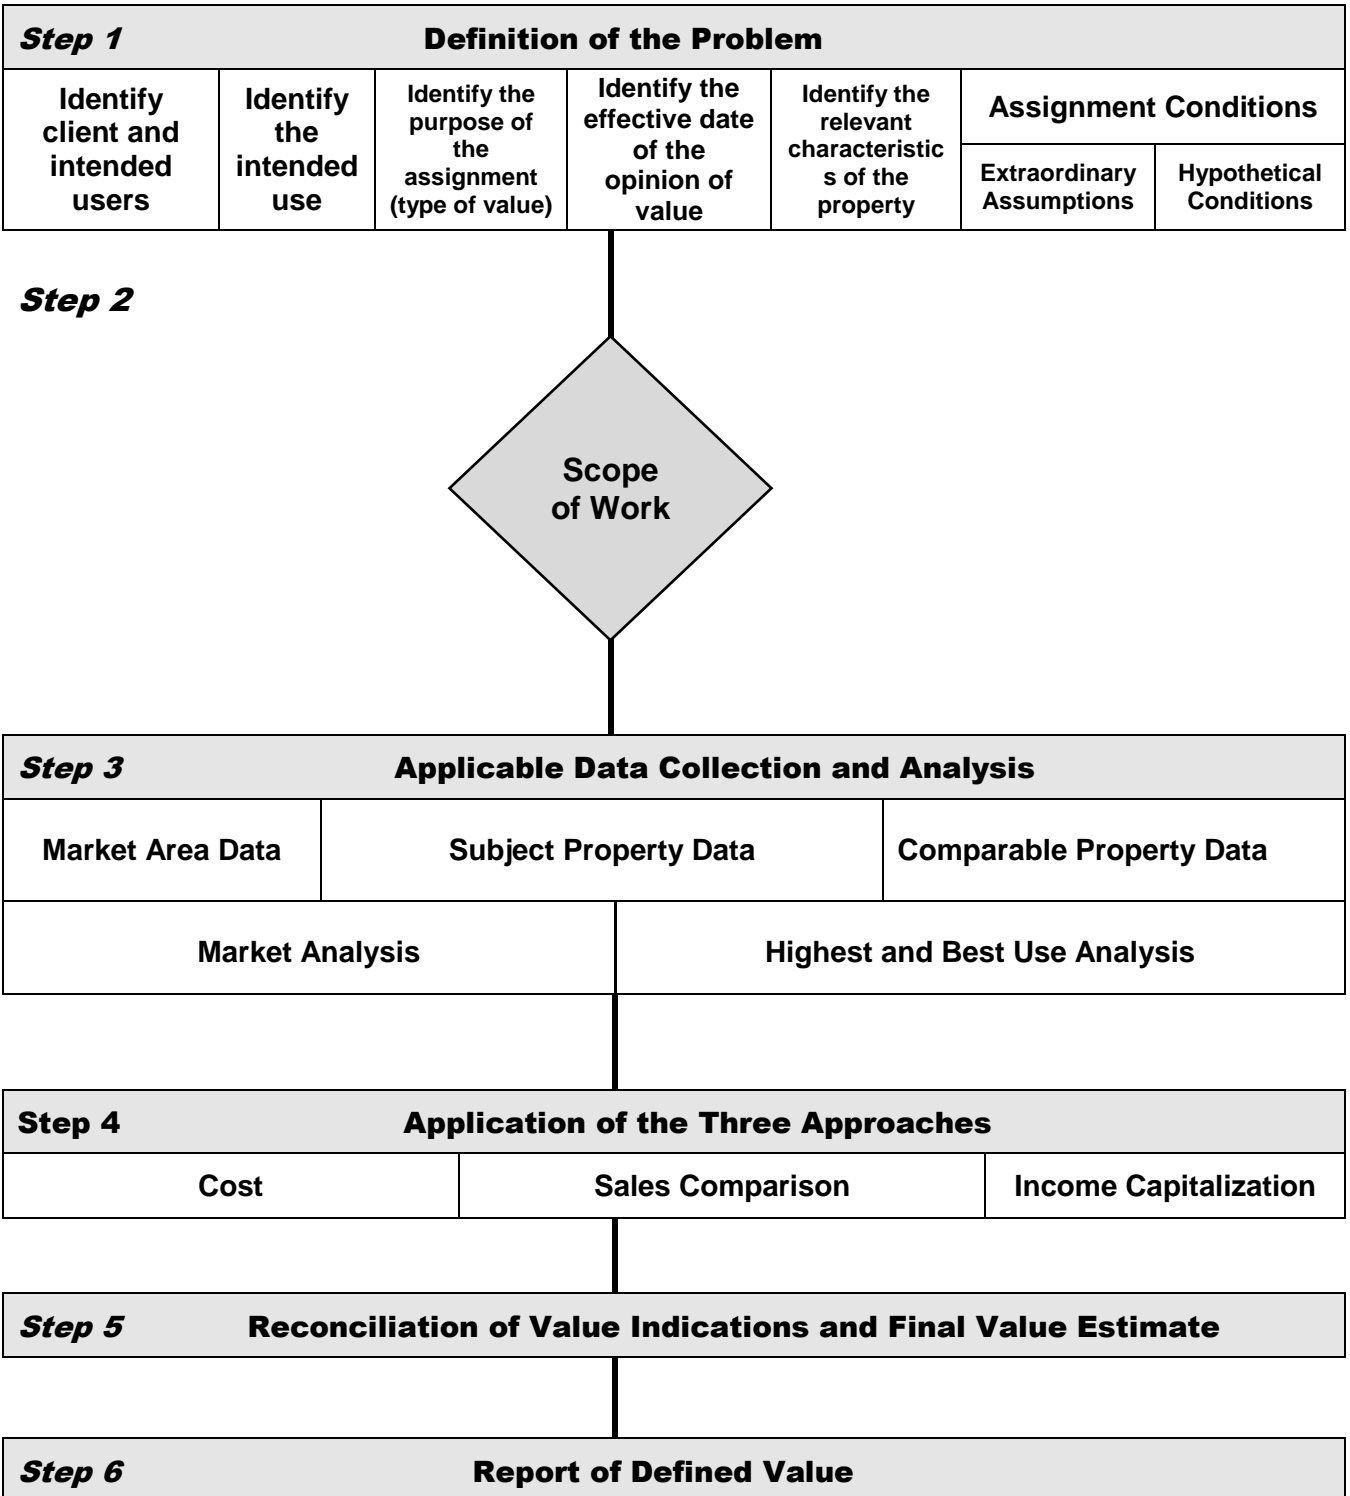 Step 1 Definition of the Problem
Identify
client and
intended
users
Identify
the
intended
use
Identify the
purpose of
the
assignment
(type of value)
Identify the
effective date
of the
opinion of
value
Identify the
relevant
characteristic
s of the
property
Assignment Conditions
Extraordinary
Assumptions
Hypothetical
Conditions
Step 2
Scope
of Work
Step 3 Applicable Data Collection and Analysis
Market Area Data
Subject Property Data
Comparable Property Data
Market Analysis
Highest and Best Use Analysis
Step 4 Application of the Three Approaches
Cost
Sales Comparison
Income Capitalization
Step 5 Reconciliation of Value Indications and Final Value Estimate
Step 6 Report of Defined Value